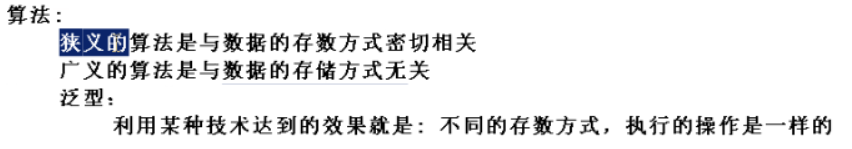 算法:
狭义的算法是与数据的存数方式密切相关
广义的算法是与数据的存储方式无关
泛型:
利用某种技术达到的效果就是: 不同的存数方式，执行的操作是一样的